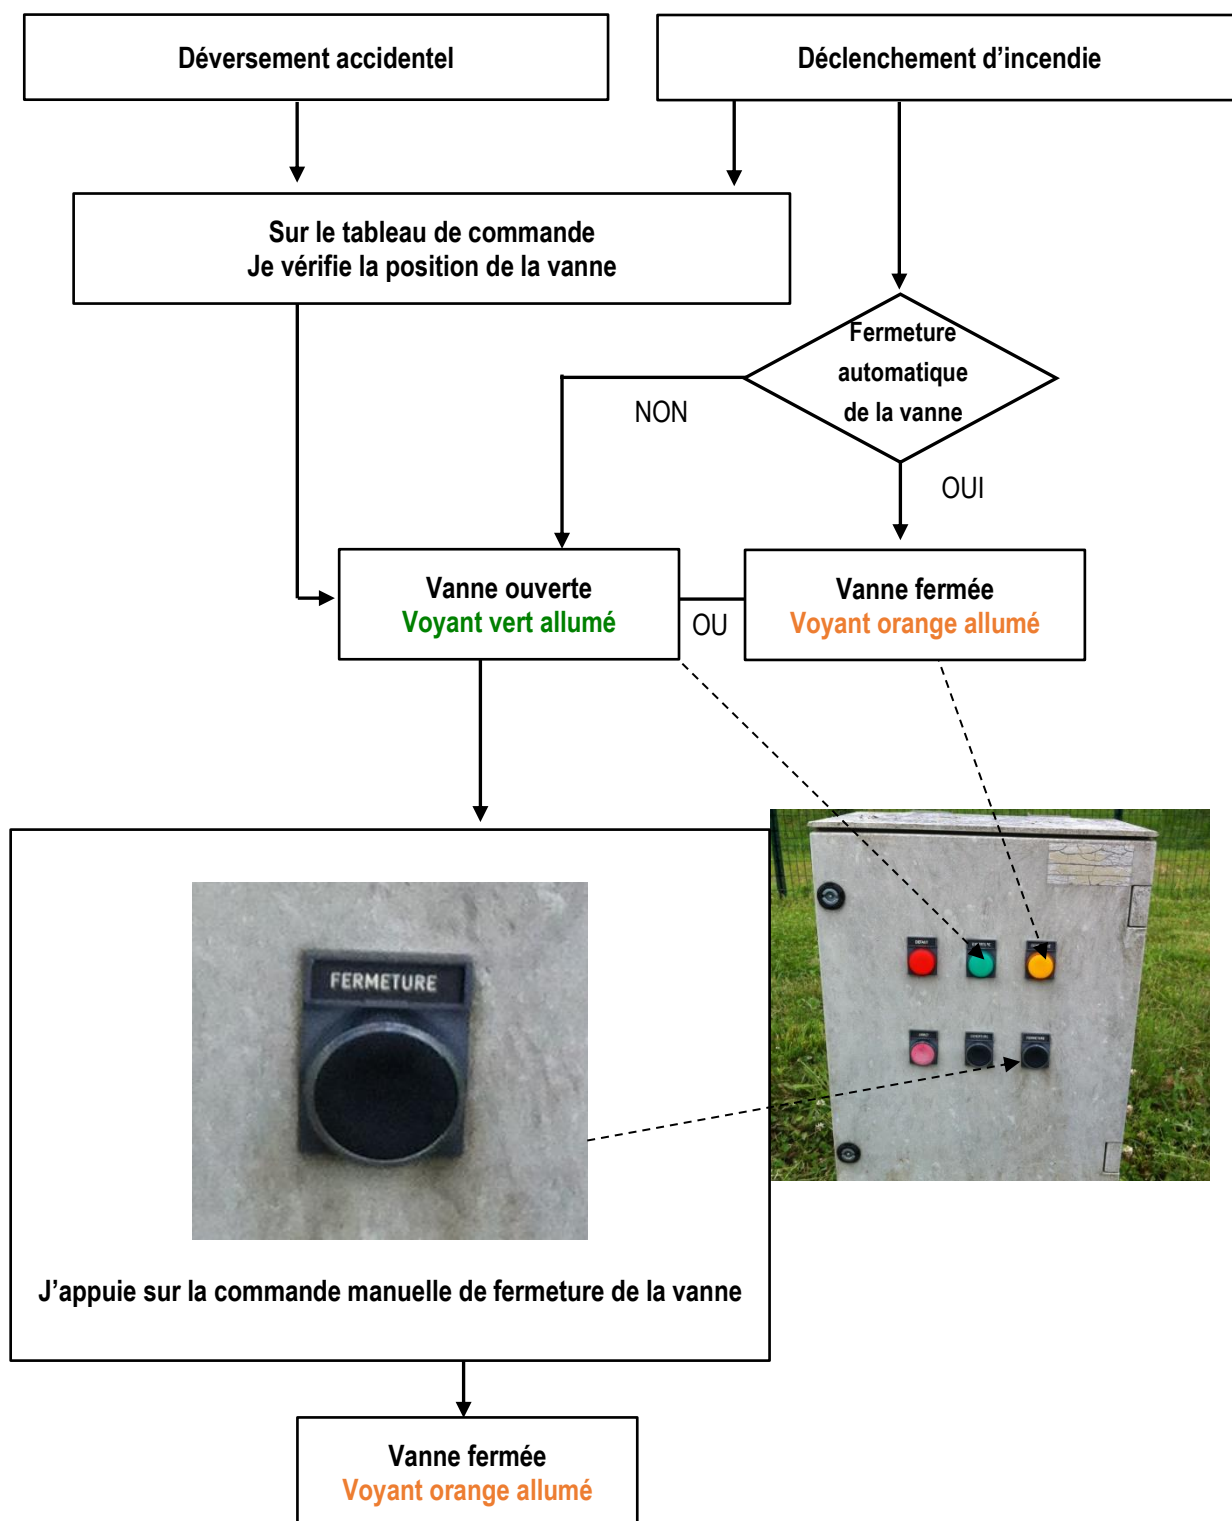 Déversement accidentel
Déclenchement d’incendie
Sur le tableau de commande
Je vérifie la position de la vanne
Fermeture
automatique
de la vanne
NON
OUI
Vanne ouverte
Voyant vert allumé
OU
Vanne fermée
Voyant orange allumé
FERMETURE
J’appuie sur la commande manuelle de fermeture de la vanne
Vanne fermée
Voyant orange allumé